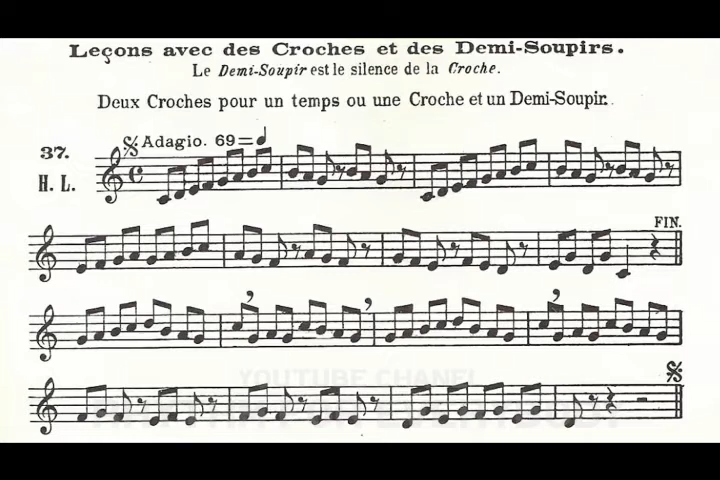 Leçons avec des Croches et des Demi-Soupirs.
Le Demi-Soupir est le silence de la Croche.
Deux Croches pour un temps ou une Croche et un Demi-Soupir.
37.
H. L.
Adagio. 69=
FIN.
YOUTUBE CHANEL